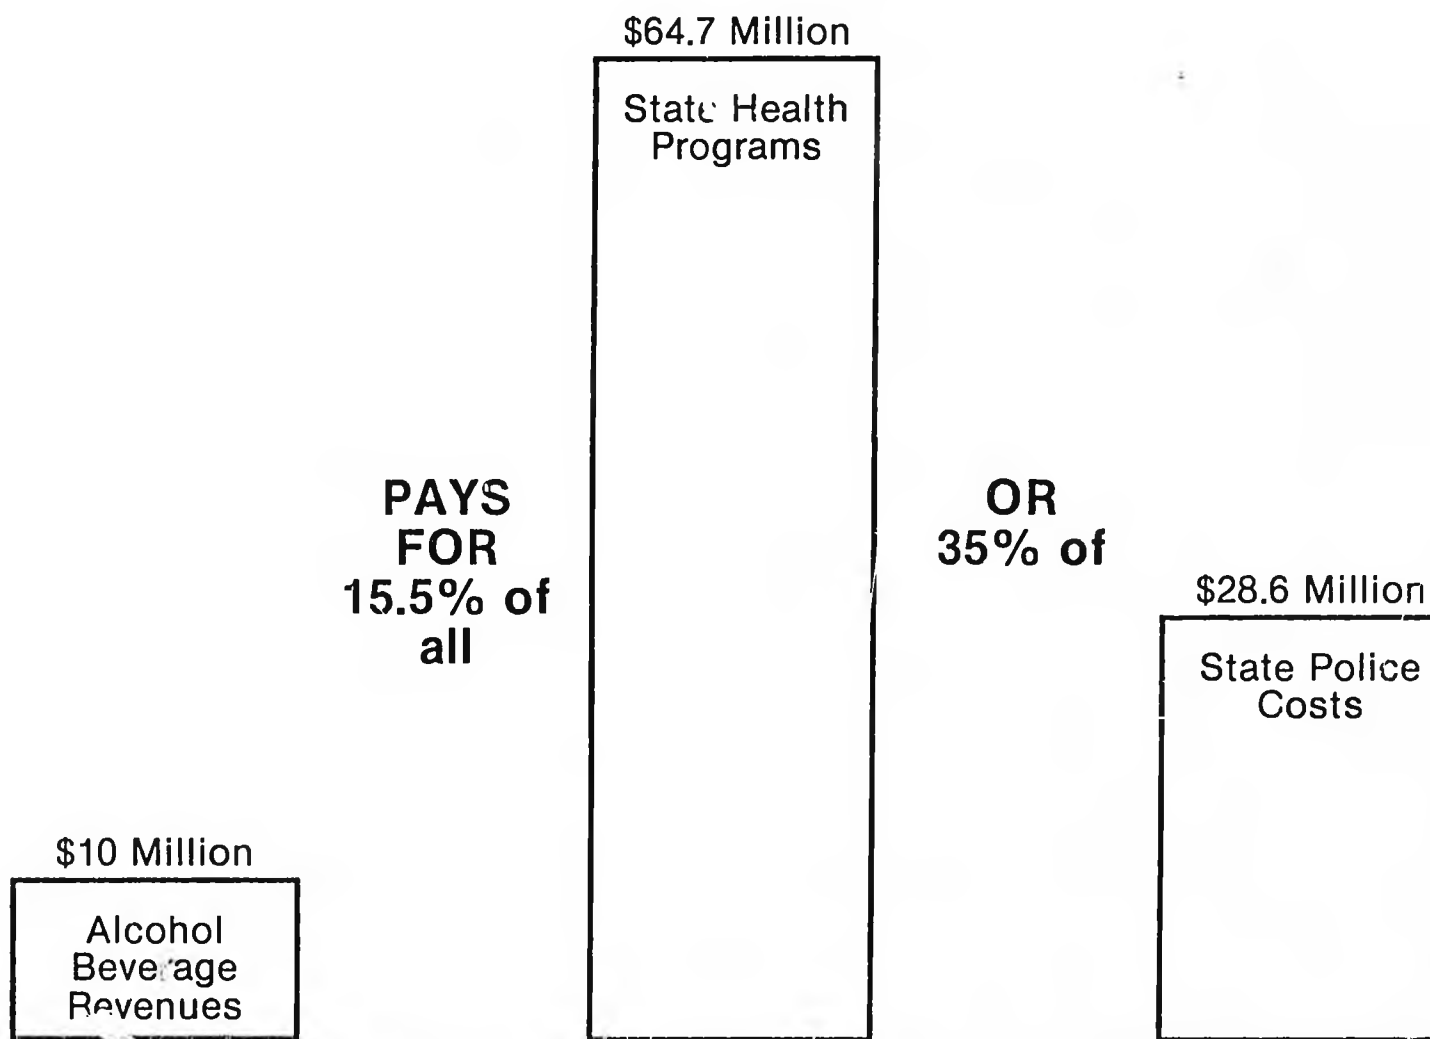 $64.7 Million
State Health
Programs
PAYS
FOR
15.5% of
all
OR
35% of
$28.6 Million
State Police
Costs
$10 Million
Alcohol
Beverage
Revenues